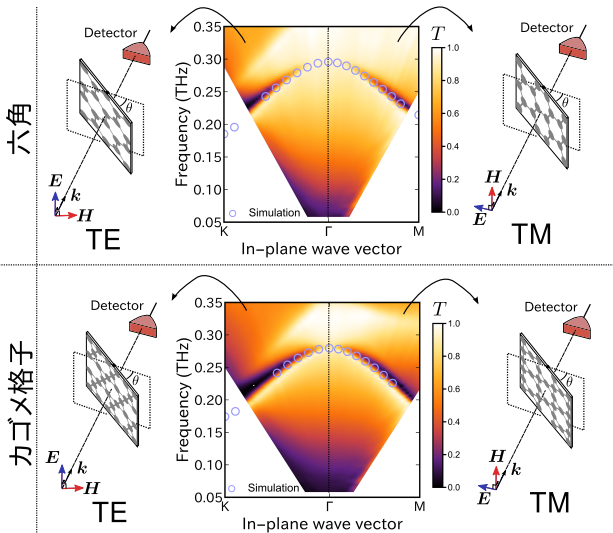 六角
Detector
θ
E
k
H
TE
Frequency (THz)
0.35
0.30
0.25
0.20
0.15
0.10
0.05
Simulation
K
Γ
M
In-plane wave vector
T
1.0
0.8
0.6
0.4
0.2
0.0
Detector
θ
H
k
E
TM
カゴメ格子
Detector
θ
E
k
H
TE
Frequency (THz)
0.35
0.30
0.25
0.20
0.15
0.10
0.05
Simulation
K
Γ
M
In-plane wave vector
T
1.0
0.8
0.6
0.4
0.2
0.0
Detector
θ
H
k
E
TM